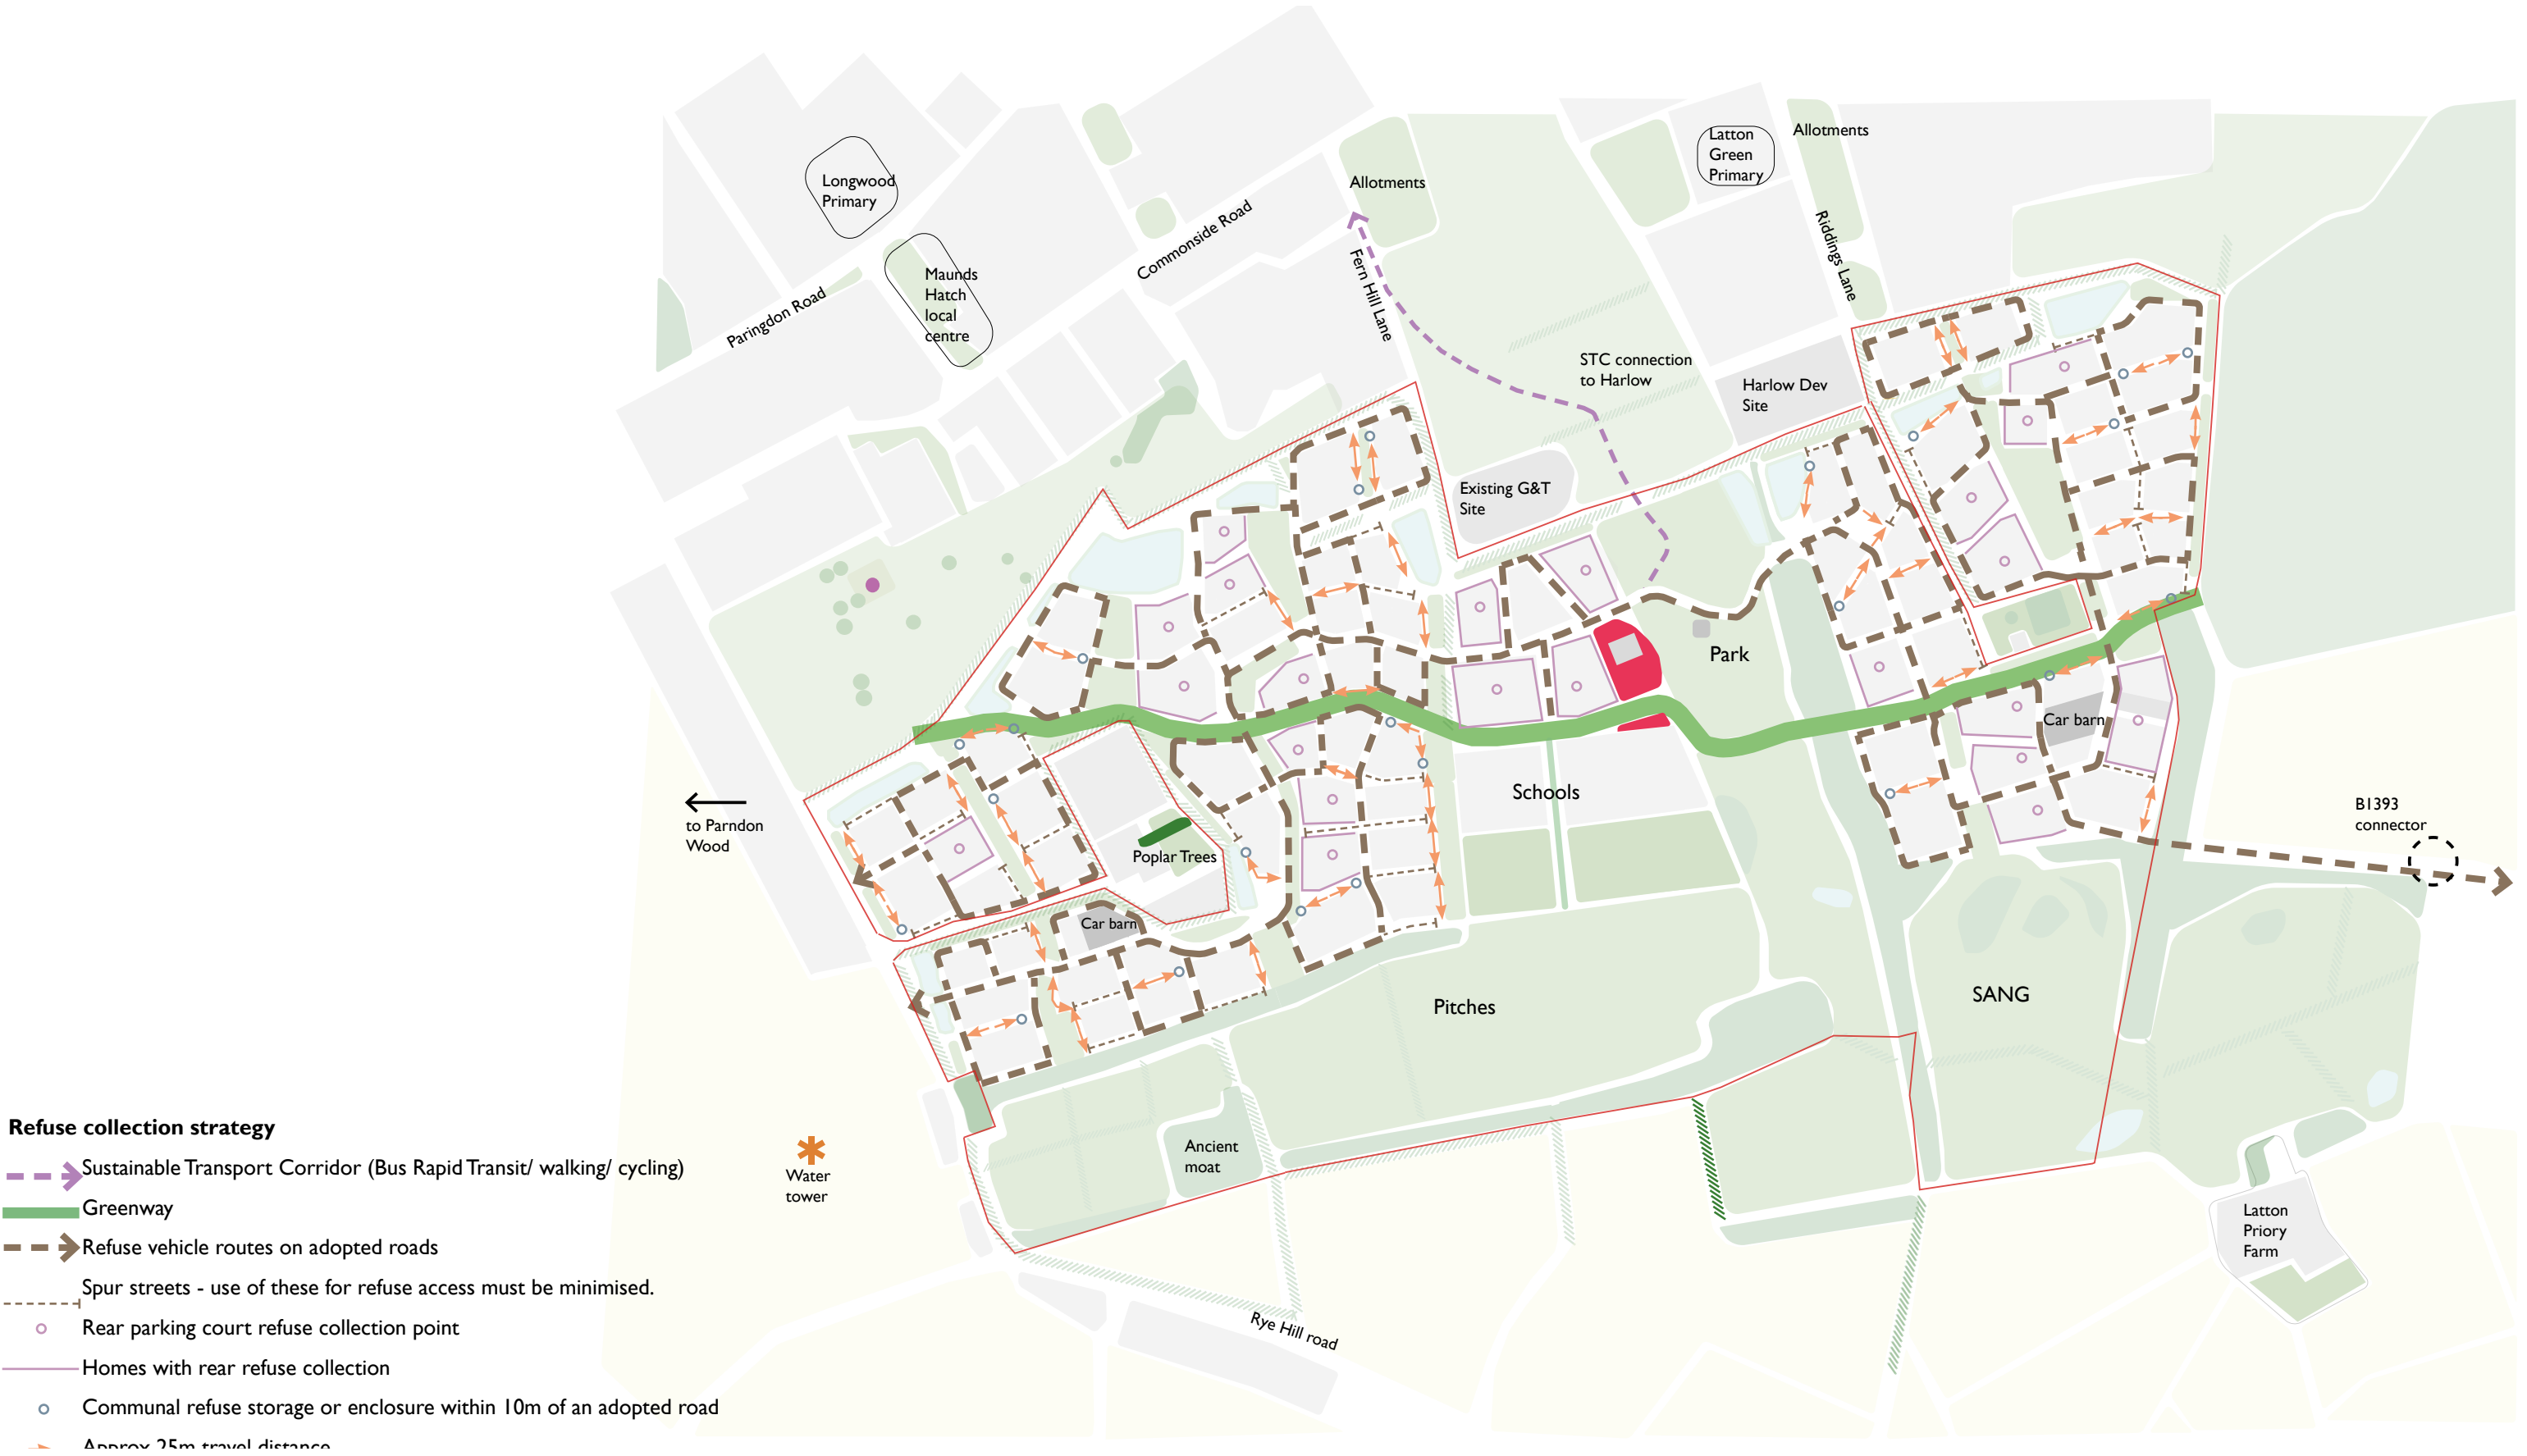 Longwood
Primary
Maunds
Hatch
local
centre
Paringdon Road
Commonside Road
Allotments
Fern Hill Lane
Latton
Green
Primary
Allotments
Riddings Lane
STC connection
to Harlow
Harlow Dev
Site
Existing G&T
Site
Park
Car barn
Schools
to Parndon
Wood
Poplar Trees
Car barn
B1393
connector
Pitches
SANG
Ancient
moat
Water
tower
Latton
Priory
Farm
Rye Hill road
Refuse collection strategy
Sustainable Transport Corridor (Bus Rapid Transit/ walking/ cycling)
Greenway
Refuse vehicle routes on adopted roads
Spur streets - use of these for refuse access must be minimised.
Rear parking court refuse collection point
Homes with rear refuse collection
Communal refuse storage or enclosure within 10m of an adopted road
Approx 25m travel distance